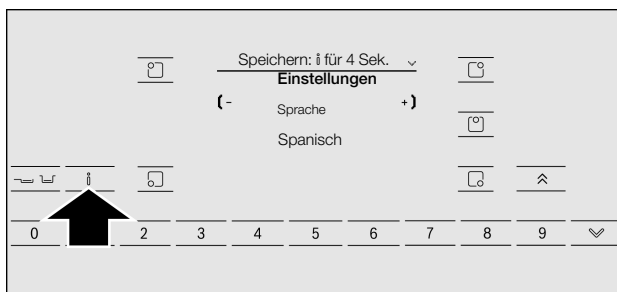 Speichern: i für 4 Sek.
Einstellungen
- Sprache +
Spanisch
i
0 2 3 4 5 6 7 8 9